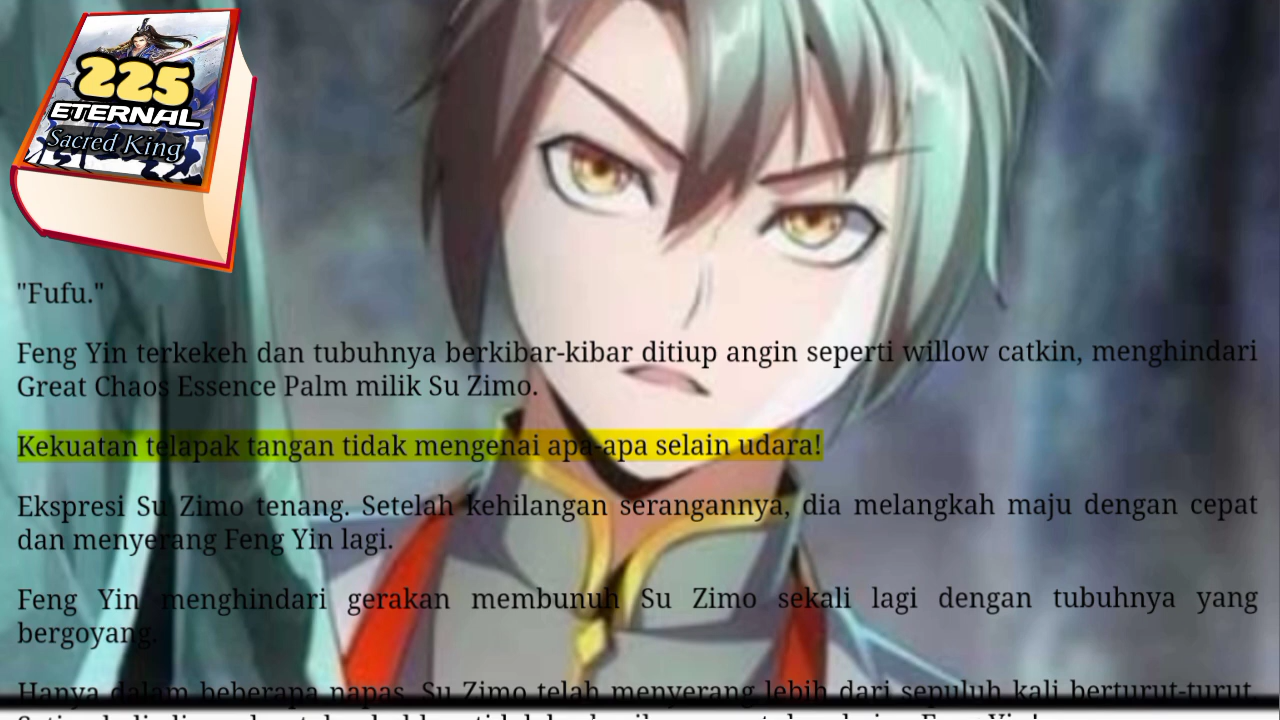 225
ETERNAL
Sacred King
"Fufu."
Feng Yin terkekeh dan tubuhnya berkibar-kibar ditiup angin seperti willow catkin, menghindari
Great Chaos Essence Palm milik Su Zimo.
Kekuatan telapak tangan tidak mengenai apa-apa selain udara!
Ekspresi Su Zimo tenang. Setelah kehilangan serangannya, dia melangkah maju dengan cepat
dan menyerang Feng Yin lagi.
Feng Yin menghindari gerakan membunuh Su Zimo sekali lagi dengan tubuhnya yang
bergoyang.
Hanya dalam beberapa napas, Su Zimo telah menyerang lebih dari sepuluh kali berturut-turut.